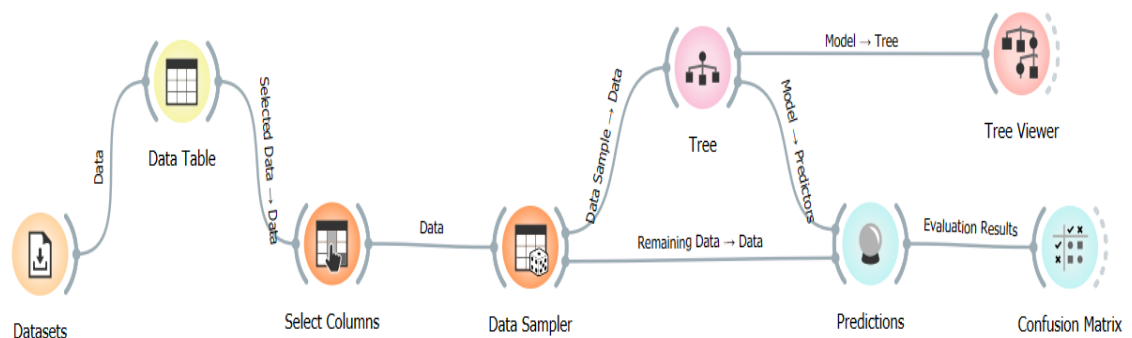 Data
Data Table
Selected Data → Data
Datasets
Select Columns
Data
Data Sampler
Data Sample → Data
Remaining Data → Data
Tree
Model → Tree
Model → Predictors
Tree Viewer
Predictions
Evaluation Results
Confusion Matrix